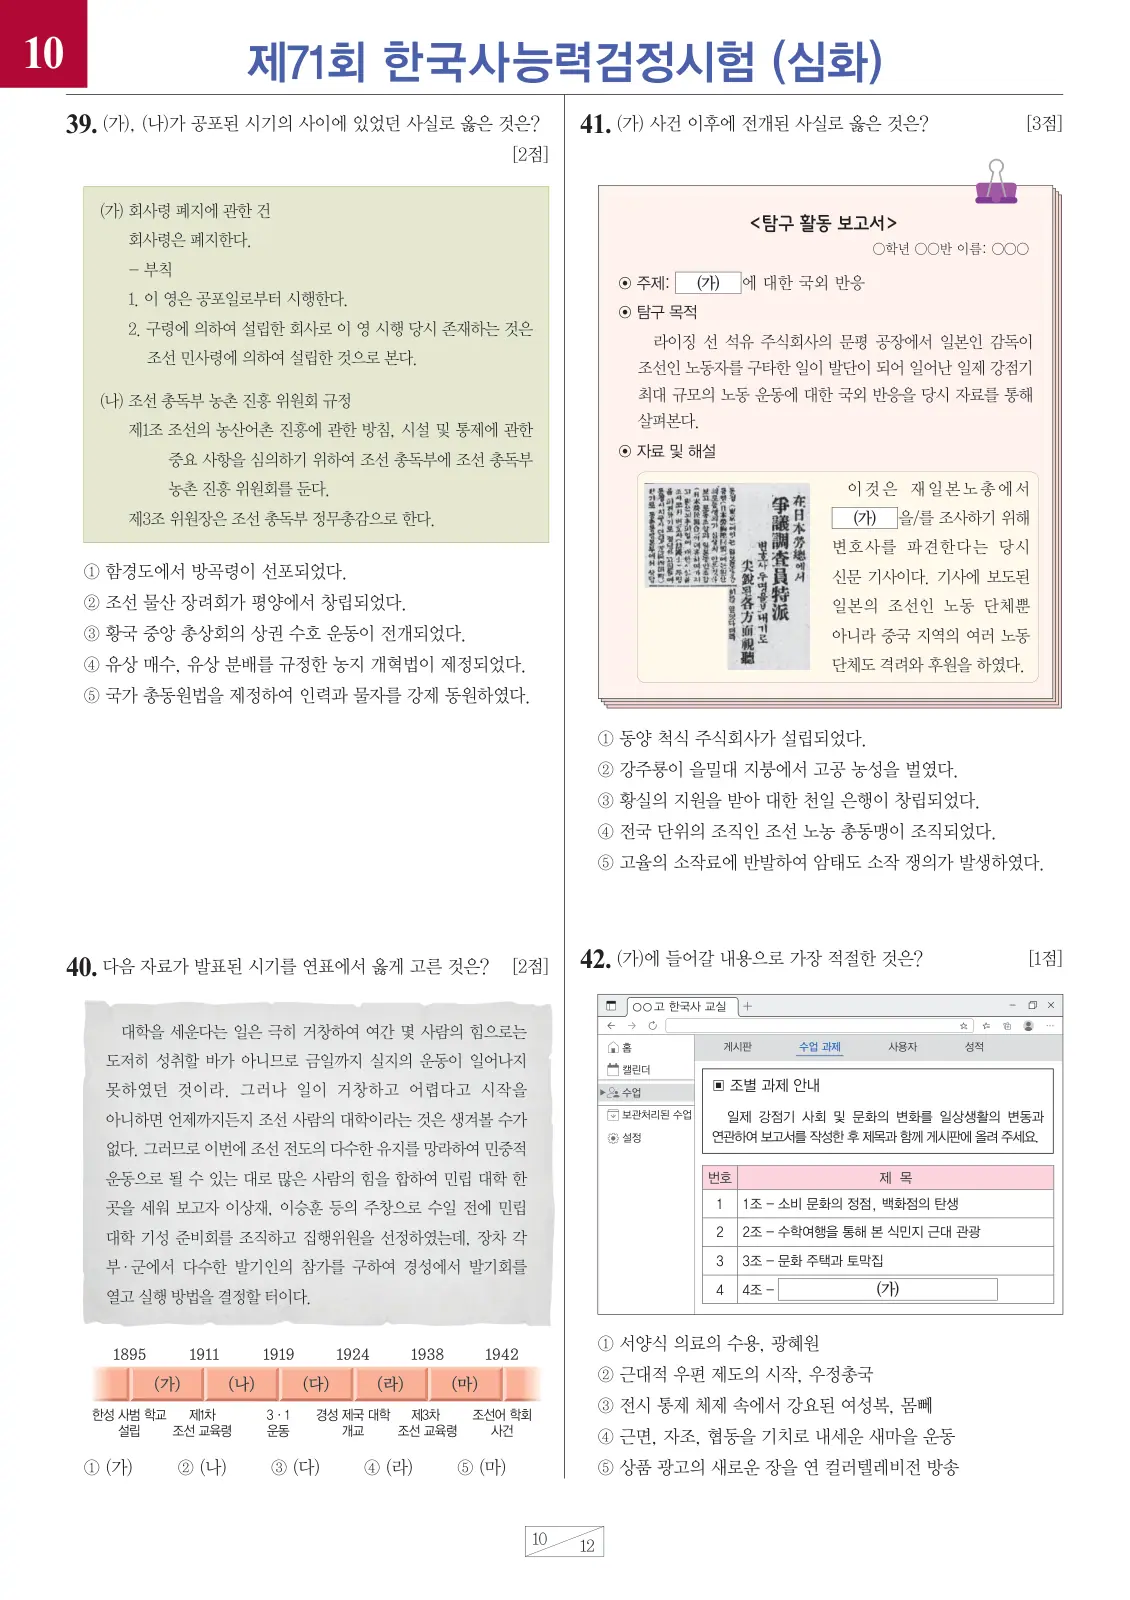 10
제71회 한국사능력검정시험 (심화)
39. (가), (나)가 공포된 시기의 사이에 있었던 사실로 옳은 것은?
[2점]
(가) 회사령 폐지에 관한 건
회사령은 폐지한다.
- 부칙
1. 이 영은 공포일로부터 시행한다.
2. 구령에 의하여 설립한 회사로 이 영 시행 당시 존재하는 것은
조선 민사령에 의하여 설립한 것으로 본다.
(나) 조선 총독부 농촌 진흥 위원회 규정
제1조 조선의 농산어촌 진흥에 관한 방침, 시설 및 통제에 관한
중요 사항을 심의하기 위하여 조선 총독부에 조선 총독부
농촌 진흥 위원회를 둔다.
제3조 위원장은 조선 총독부 정무총감으로 한다.
① 함경도에서 방곡령이 선포되었다.
② 조선 물산 장려회가 평양에서 창립되었다.
③ 황국 중앙 총상회의 상권 수호 운동이 전개되었다.
④ 유상 매수, 유상 분배를 규정한 농지 개혁법이 제정되었다.
⑤ 국가 총동원법을 제정하여 인력과 물자를 강제 동원하였다.
40. 다음 자료가 발표된 시기를 연표에서 옳게 고른 것은? [2점]
대학을 세운다는 일은 극히 거창하여 여간 몇 사람의 힘으로는
도저히 성취할 바가 아니므로 금일까지 실지의 운동이 일어나지
못하였던 것이라. 그러나 일이 거창하고 어렵다고 시작을
아니하면 언제까지든지 조선 사람의 대학이라는 것은 생겨볼 수가
없다. 그러므로 이번에 조선 전도의 다수한 유지를 망라하여 민중적
운동으로 될 수 있는 대로 많은 사람의 힘을 합하여 민립 대학 한
곳을 세워 보고자 이상재, 이승훈 등의 주창으로 수일 전에 민립
대학 기성 준비회를 조직하고 집행위원을 선정하였는데, 장차 각
부·군에서 다수한 발기인의 참가를 구하여 경성에서 발기회를
열고 실행 방법을 결정할 터이다.
1895 1911 1919 1924 1938 1942
(가) (나) (다) (라) (마)
한성 사범 학교 제1차 3·1 경성 제국 대학 제3차 조선어 학회
설립 조선 교육령 운동 개교 조선 교육령 사건
① (가) ② (나) ③ (다) ④ (라) ⑤ (마)
41. (가) 사건 이후에 전개된 사실로 옳은 것은? [3점]
<탐구 활동 보고서>
○학년 ○○반 이름: ○○○
⊙ 주제: (가) 에 대한 국외 반응
⊙ 탐구 목적
라이징 선 석유 주식회사의 문평 공장에서 일본인 감독이
조선인 노동자를 구타한 일이 발단이 되어 일어난 일제 강점기
최대 규모의 노동 운동에 대한 국외 반응을 당시 자료를 통해
살펴본다.
⊙ 자료 및 해설
在日本勞總에서
爭議調査員特派
변호사 우명을 보내기로
尖銳된各方面視聽
이것은 재일본노총에서
(가) 을/를 조사하기 위해
변호사를 파견한다는 당시
신문 기사이다. 기사에 보도된
일본의 조선인 노동 단체뿐
아니라 중국 지역의 여러 노동
단체도 격려와 후원을 하였다.
① 동양 척식 주식회사가 설립되었다.
② 강주룡이 을밀대 지붕에서 고공 농성을 벌였다.
③ 황실의 지원을 받아 대한 천일 은행이 창립되었다.
④ 전국 단위의 조직인 조선 노농 총동맹이 조직되었다.
⑤ 고율의 소작료에 반발하여 암태도 소작 쟁의가 발생하였다.
42. (가)에 들어갈 내용으로 가장 적절한 것은? [1점]
○○고 한국사 교실
홈
캘린더
수업
보관처리된 수업
설정
게시판 수업 과제 사용자 성적
▣ 조별 과제 안내
일제 강점기 사회 및 문화의 변화를 일상생활의 변동과
연관하여 보고서를 작성한 후 제목과 함께 게시판에 올려 주세요.
번호 제 목
1 1조 - 소비 문화의 정점, 백화점의 탄생
2 2조 - 수학여행을 통해 본 식민지 근대 관광
3 3조 - 문화 주택과 토막집
4 4조 - (가)
① 서양식 의료의 수용, 광혜원
② 근대적 우편 제도의 시작, 우정총국
③ 전시 통제 체제 속에서 강요된 여성복, 몸뻬
④ 근면, 자조, 협동을 기치로 내세운 새마을 운동
⑤ 상품 광고의 새로운 장을 연 컬러텔레비전 방송
10
12